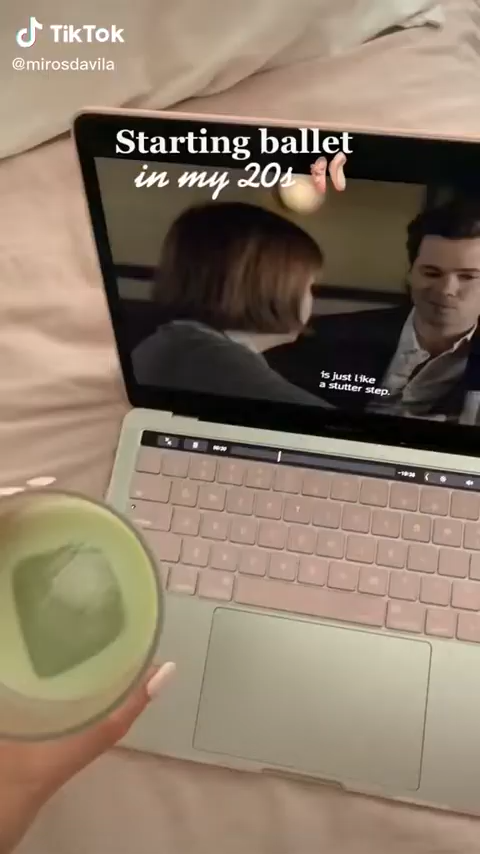 TikTok
@mirosdavila
Starting ballet
in my 20s
is just like
a stutter step.